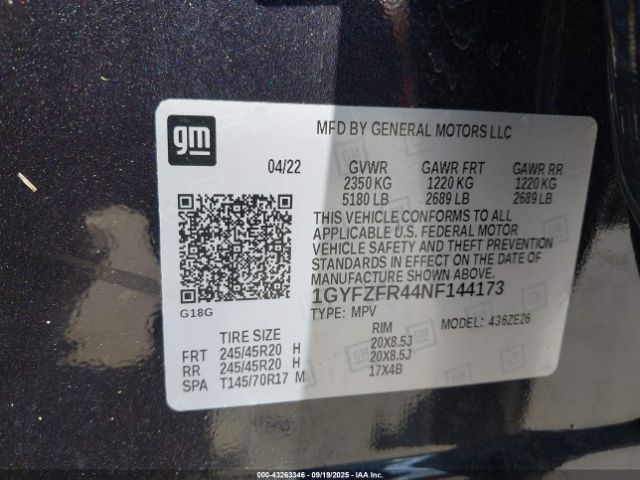 gm
MFD BY GENERAL MOTORS LLC
04/22 GVWR GAWR FRT GAWR RR
2350 KG 1220 KG 1220 KG
5180 LB 2689 LB 2689 LB
THIS VEHICLE CONFORMS TO ALL
APPLICABLE U.S. FEDERAL MOTOR
VEHICLE SAFETY AND THEFT PREVENTION
STANDARDS IN EFFECT ON THE DATE OF
MANUFACTURE SHOWN ABOVE.
1GYFZFR44NF144173
G18G
TYPE: MPV MODEL: 436ZE26
TIRE SIZE RIM
FRT 245/45R20 H 20X8.5J
RR 245/45R20 H 20X8.5J
SPA T145/70R17 M 17X4B
000-43263346 - 09/19/2025 - IAAI.COM